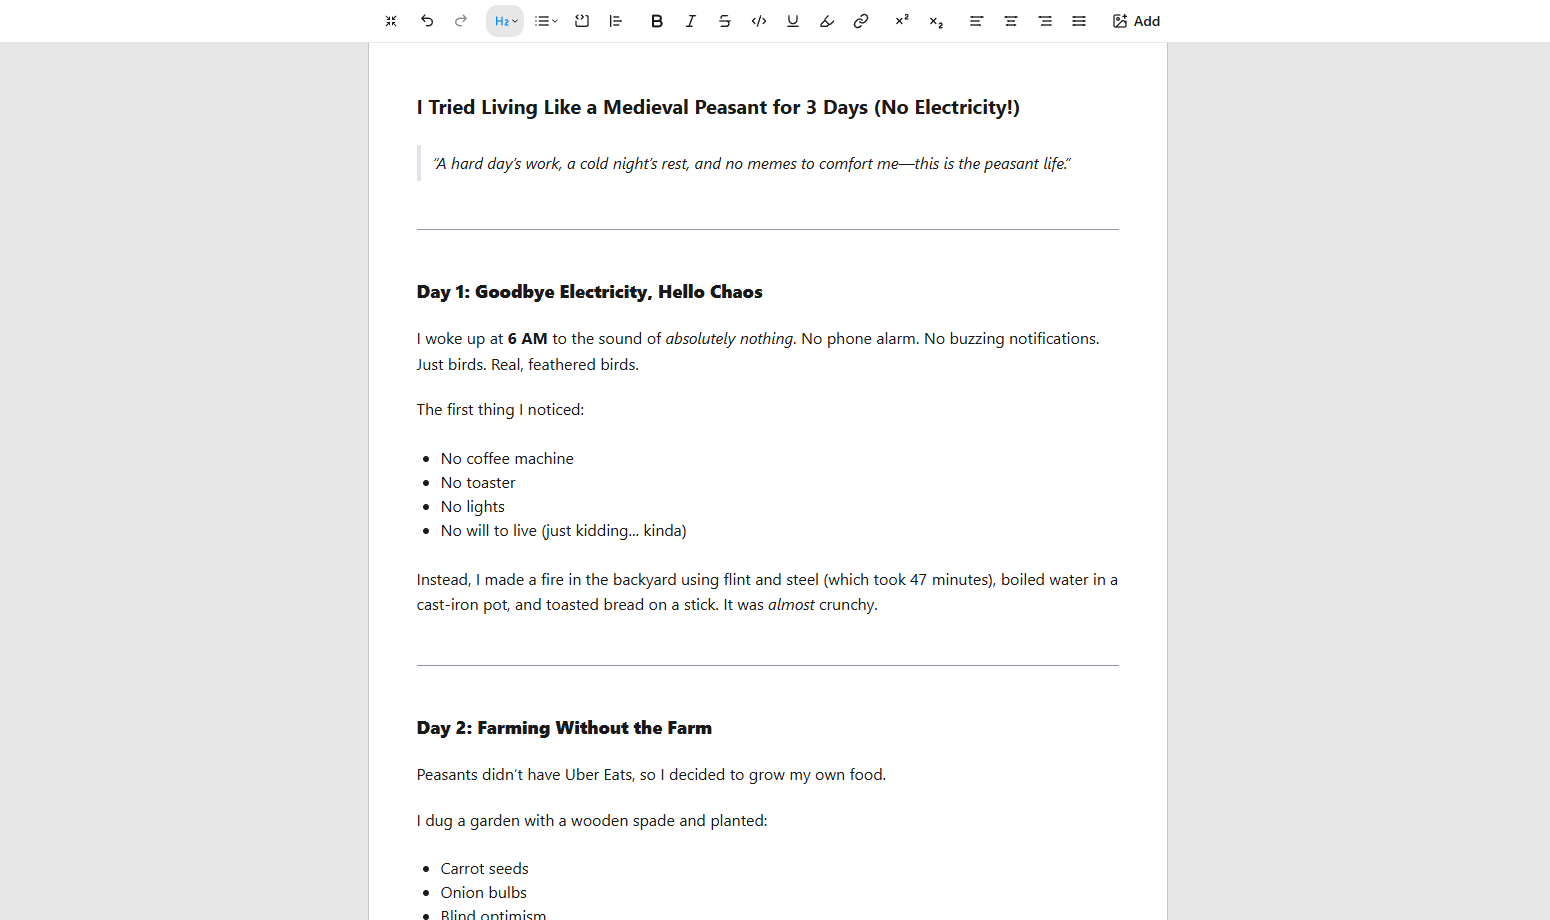 H₂
B
I
S
U
x²
x₂
Add
I Tried Living Like a Medieval Peasant for 3 Days (No Electricity!)
“A hard day’s work, a cold night’s rest, and no memes to comfort me—this is the peasant life.”
Day 1: Goodbye Electricity, Hello Chaos
I woke up at 6 AM to the sound of absolutely nothing. No phone alarm. No buzzing notifications.
Just birds. Real, feathered birds.
The first thing I noticed:
• No coffee machine
• No toaster
• No lights
• No will to live (just kidding... kinda)
Instead, I made a fire in the backyard using flint and steel (which took 47 minutes), boiled water in a
cast-iron pot, and toasted bread on a stick. It was almost crunchy.
Day 2: Farming Without the Farm
Peasants didn’t have Uber Eats, so I decided to grow my own food.
I dug a garden with a wooden spade and planted:
• Carrot seeds
• Onion bulbs
• Blind optimism